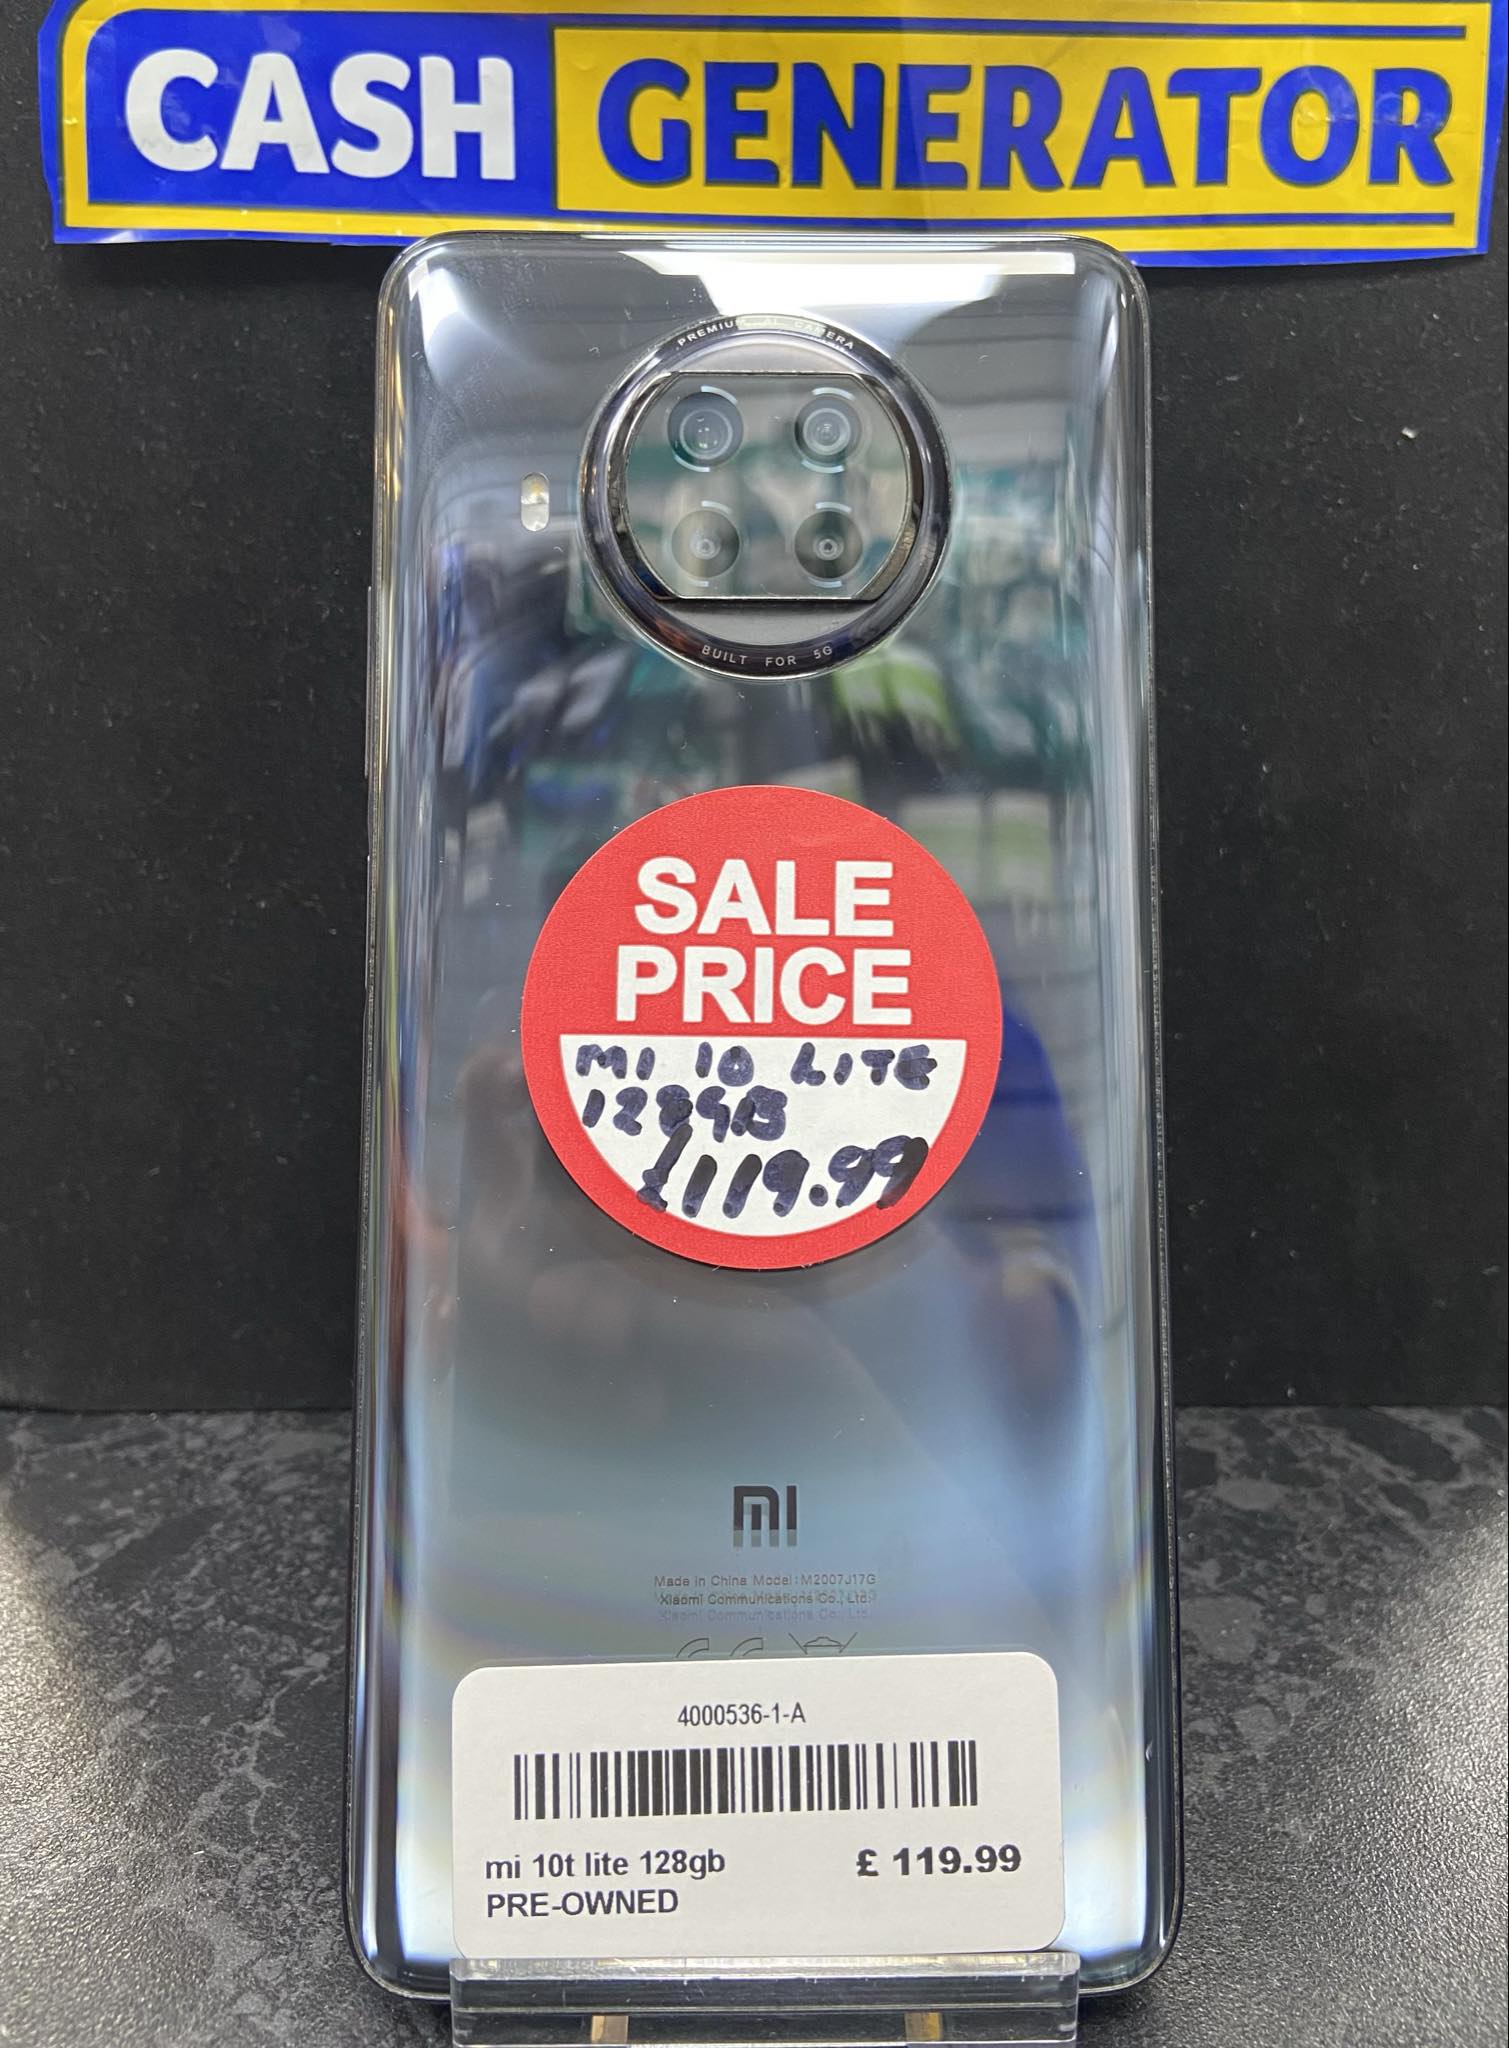 CASH GENERATOR
PREMIUM AI CAMERA
BUILT FOR 5G
SALE
PRICE
MI 10 LITE
128GB
£119.99
MI
Made in China Model:M2007J17G
Xiaomi Communications Co., Ltd.
4000536-1-A
mi 10t lite 128gb
£ 119.99
PRE-OWNED